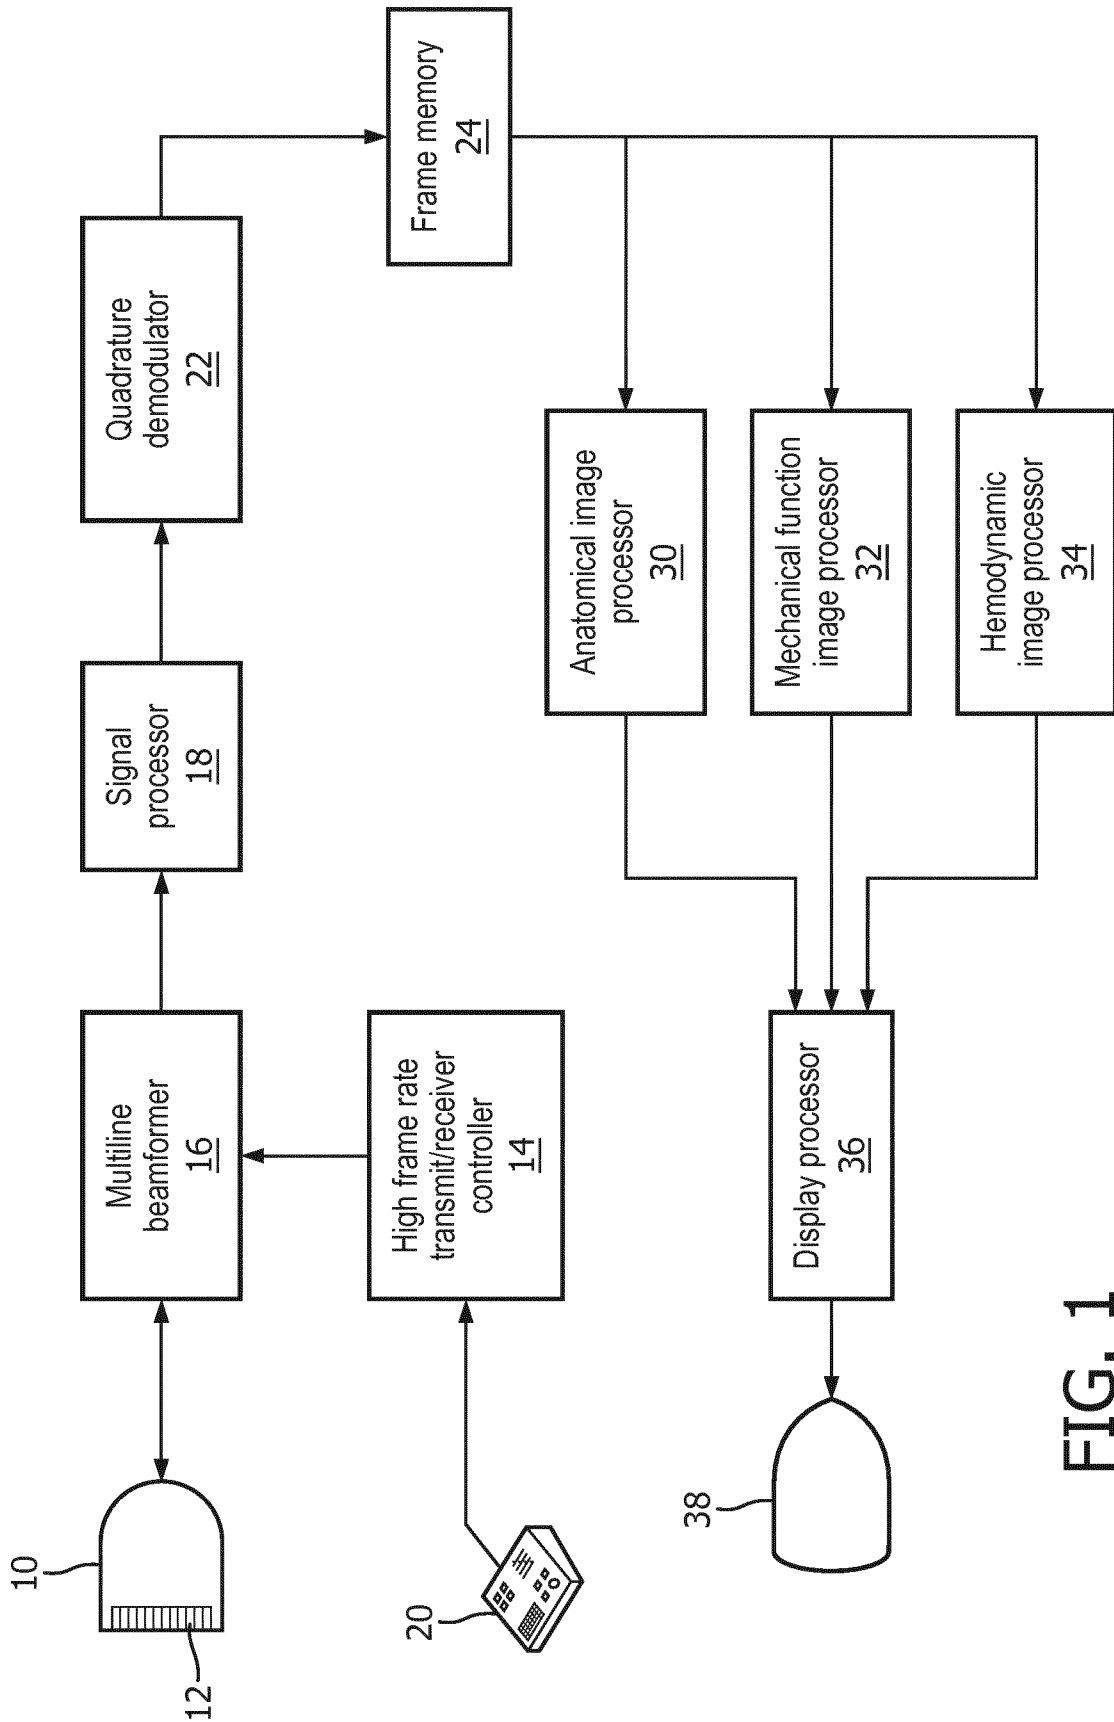 10
12
Multiline
beamformer
16
Signal
processor
18
Quadrature
demodulator
22
20
High frame rate
transmit/receiver
controller
14
Frame memory
24
Anatomical image
processor
30
Mechanical function
image processor
32
Hemodynamic
image processor
34
Display processor
36
38
FIG. 1